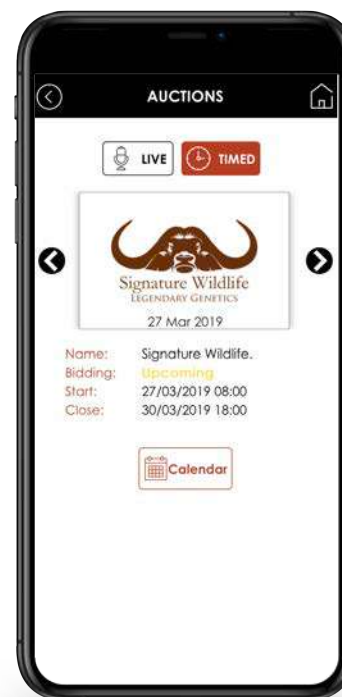 AUCTIONS
LIVE
TIMED
Signature Wildlife
LEGENDARY GENETICS
27 Mar 2019
Name: Signature Wildlife.
Bidding: Upcoming
Start: 27/03/2019 08:00
Close: 30/03/2019 18:00
Calendar